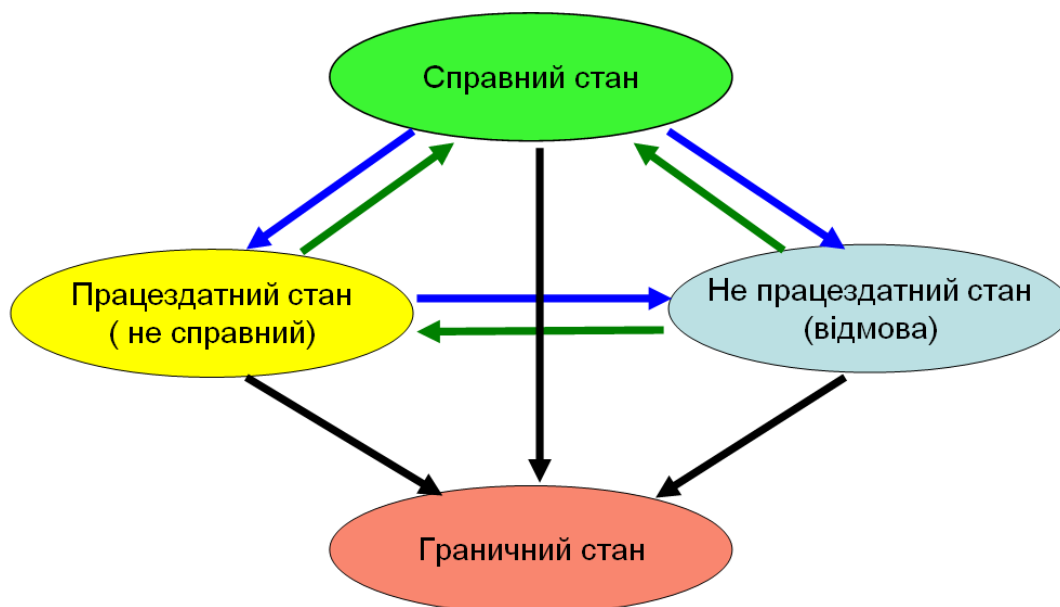 Справний стан
Працездатний стан
( не справний)
Не працездатний стан
(відмова)
Граничний стан